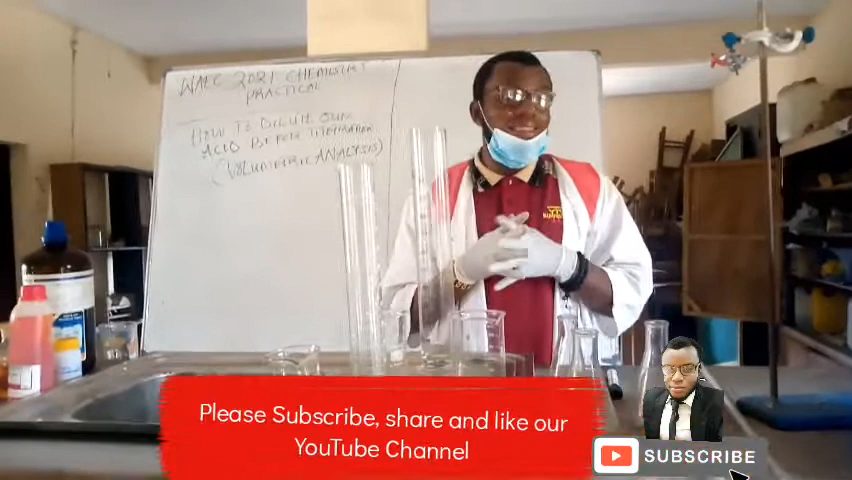 WAEC 2021 CHEMISTRY
PRACTICAL
HOW TO DILUTE OUR
ACID BEFORE TITRATION
(VOLUMETRIC ANALYSIS)
Please Subscribe, share and like our
YouTube Channel
SUBSCRIBE